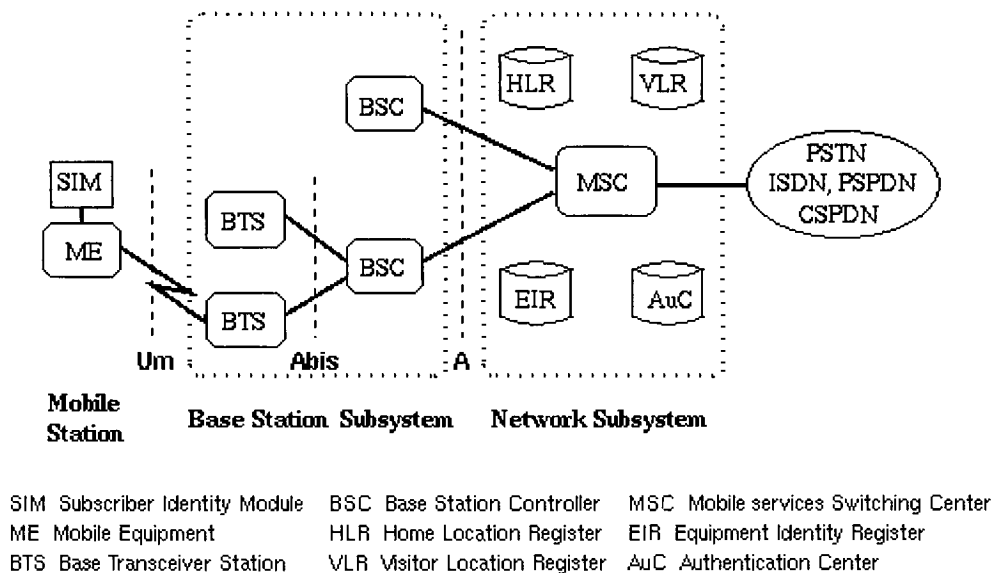 HLR
VLR
BSC
PSTN
ISDN, PSPDN
CSPDN
SIM
MSC
BTS
ME
BSC
EIR
AuC
BTS
Um
Abis
A
Mobile
Station
Base Station Subsystem
Network Subsystem
SIM Subscriber Identity Module
BSC Base Station Controller
MSC Mobile services Switching Center
ME Mobile Equipment
HLR Home Location Register
EIR Equipment Identity Register
BTS Base Transceiver Station
VLR Visitor Location Register
AuC Authentication Center